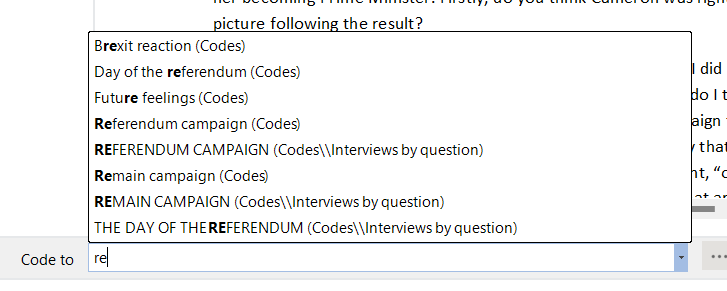 her becoming Prime Minister? Firstly, do you think Cameron was
picture following the result?
Brexit reaction (Codes)
Day of the referendum (Codes)
Future feelings (Codes)
Referendum campaign (Codes)
REFERENDUM CAMPAIGN (Codes\\Interviews by question)
Remain campaign (Codes)
REMAIN CAMPAIGN (Codes\\Interviews by question)
THE DAY OF THE REFERENDUM (Codes\\Interviews by question)
I did
do I t
aign
that
nt, "c
Code to re
...